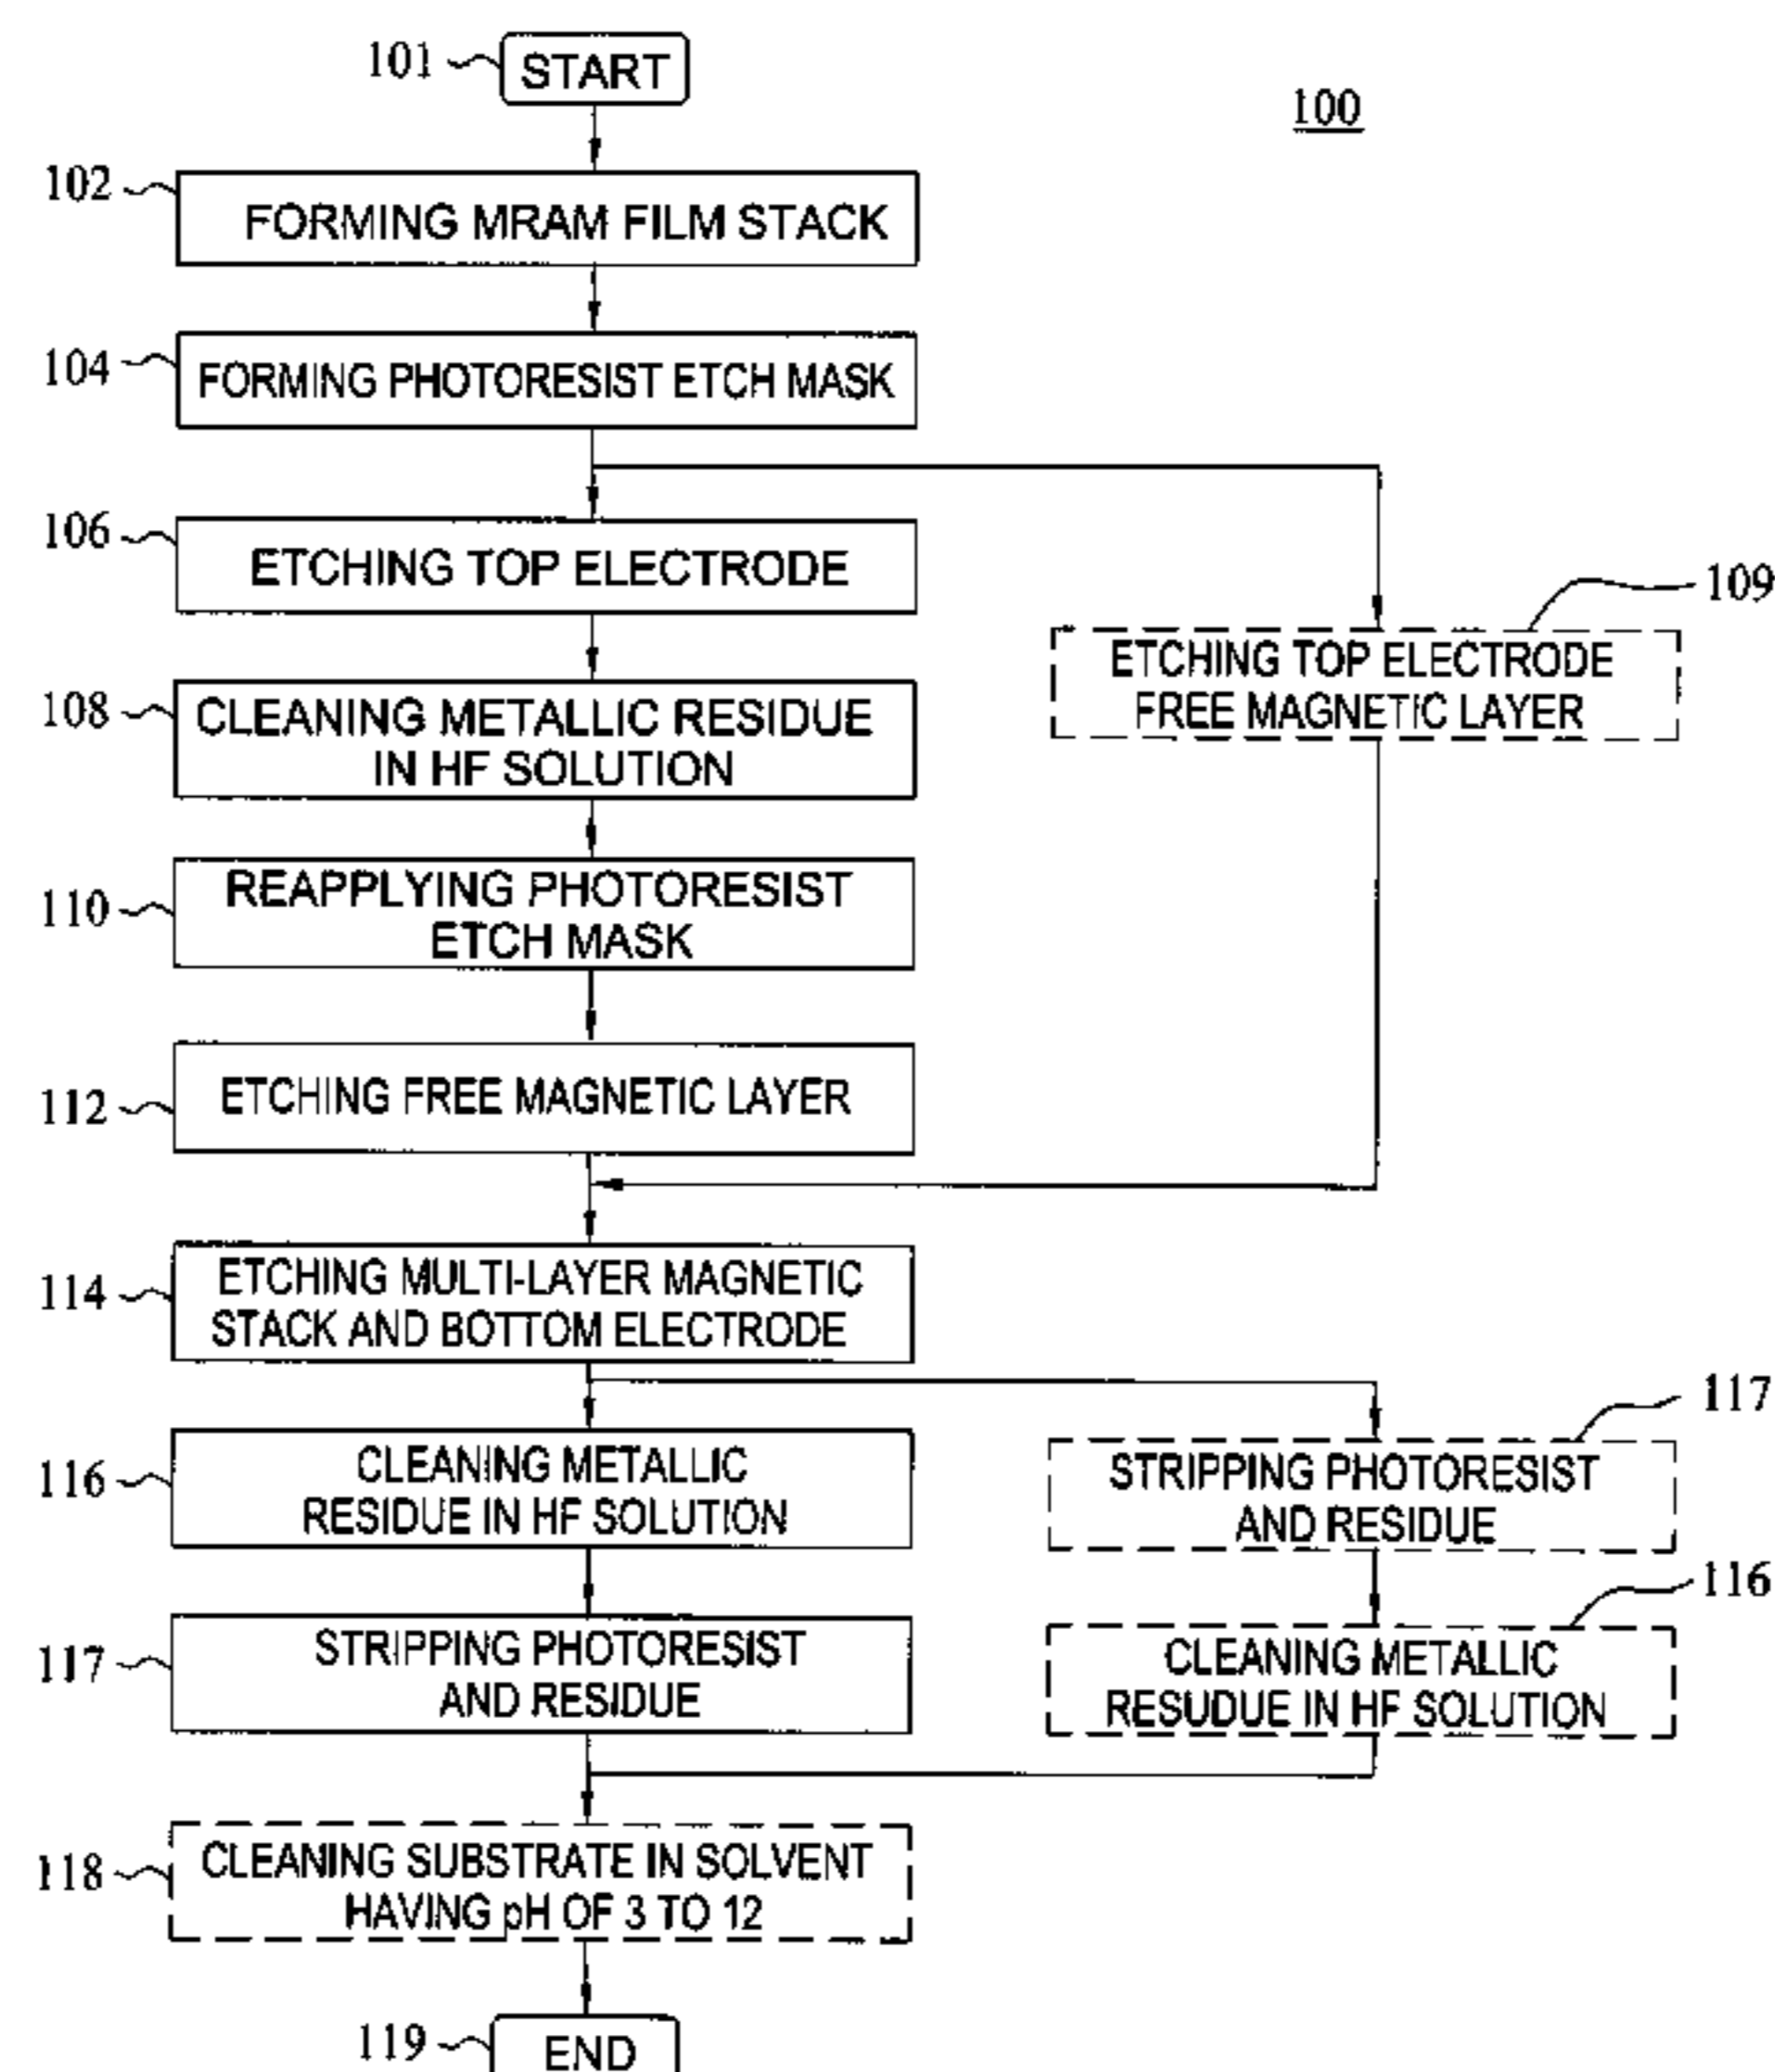 101
START
100
102
FORMING MRAM FILM STACK
104
FORMING PHOTORESIST ETCH MASK
106
ETCHING TOP ELECTRODE
109
ETCHING TOP ELECTRODE
FREE MAGNETIC LAYER
108
CLEANING METALLIC RESIDUE
IN HF SOLUTION
110
REAPPLYING PHOTORESIST
ETCH MASK
112
ETCHING FREE MAGNETIC LAYER
114
ETCHING MULTI-LAYER MAGNETIC
STACK AND BOTTOM ELECTRODE
116
CLEANING METALLIC
RESIDUE IN HF SOLUTION
117
STRIPPING PHOTORESIST
AND RESIDUE
117
STRIPPING PHOTORESIST
AND RESIDUE
116
CLEANING METALLIC
RESUDUE IN HF SOLUTION
118
CLEANING SUBSTRATE IN SOLVENT
HAVING pH OF 3 TO 12
119
END